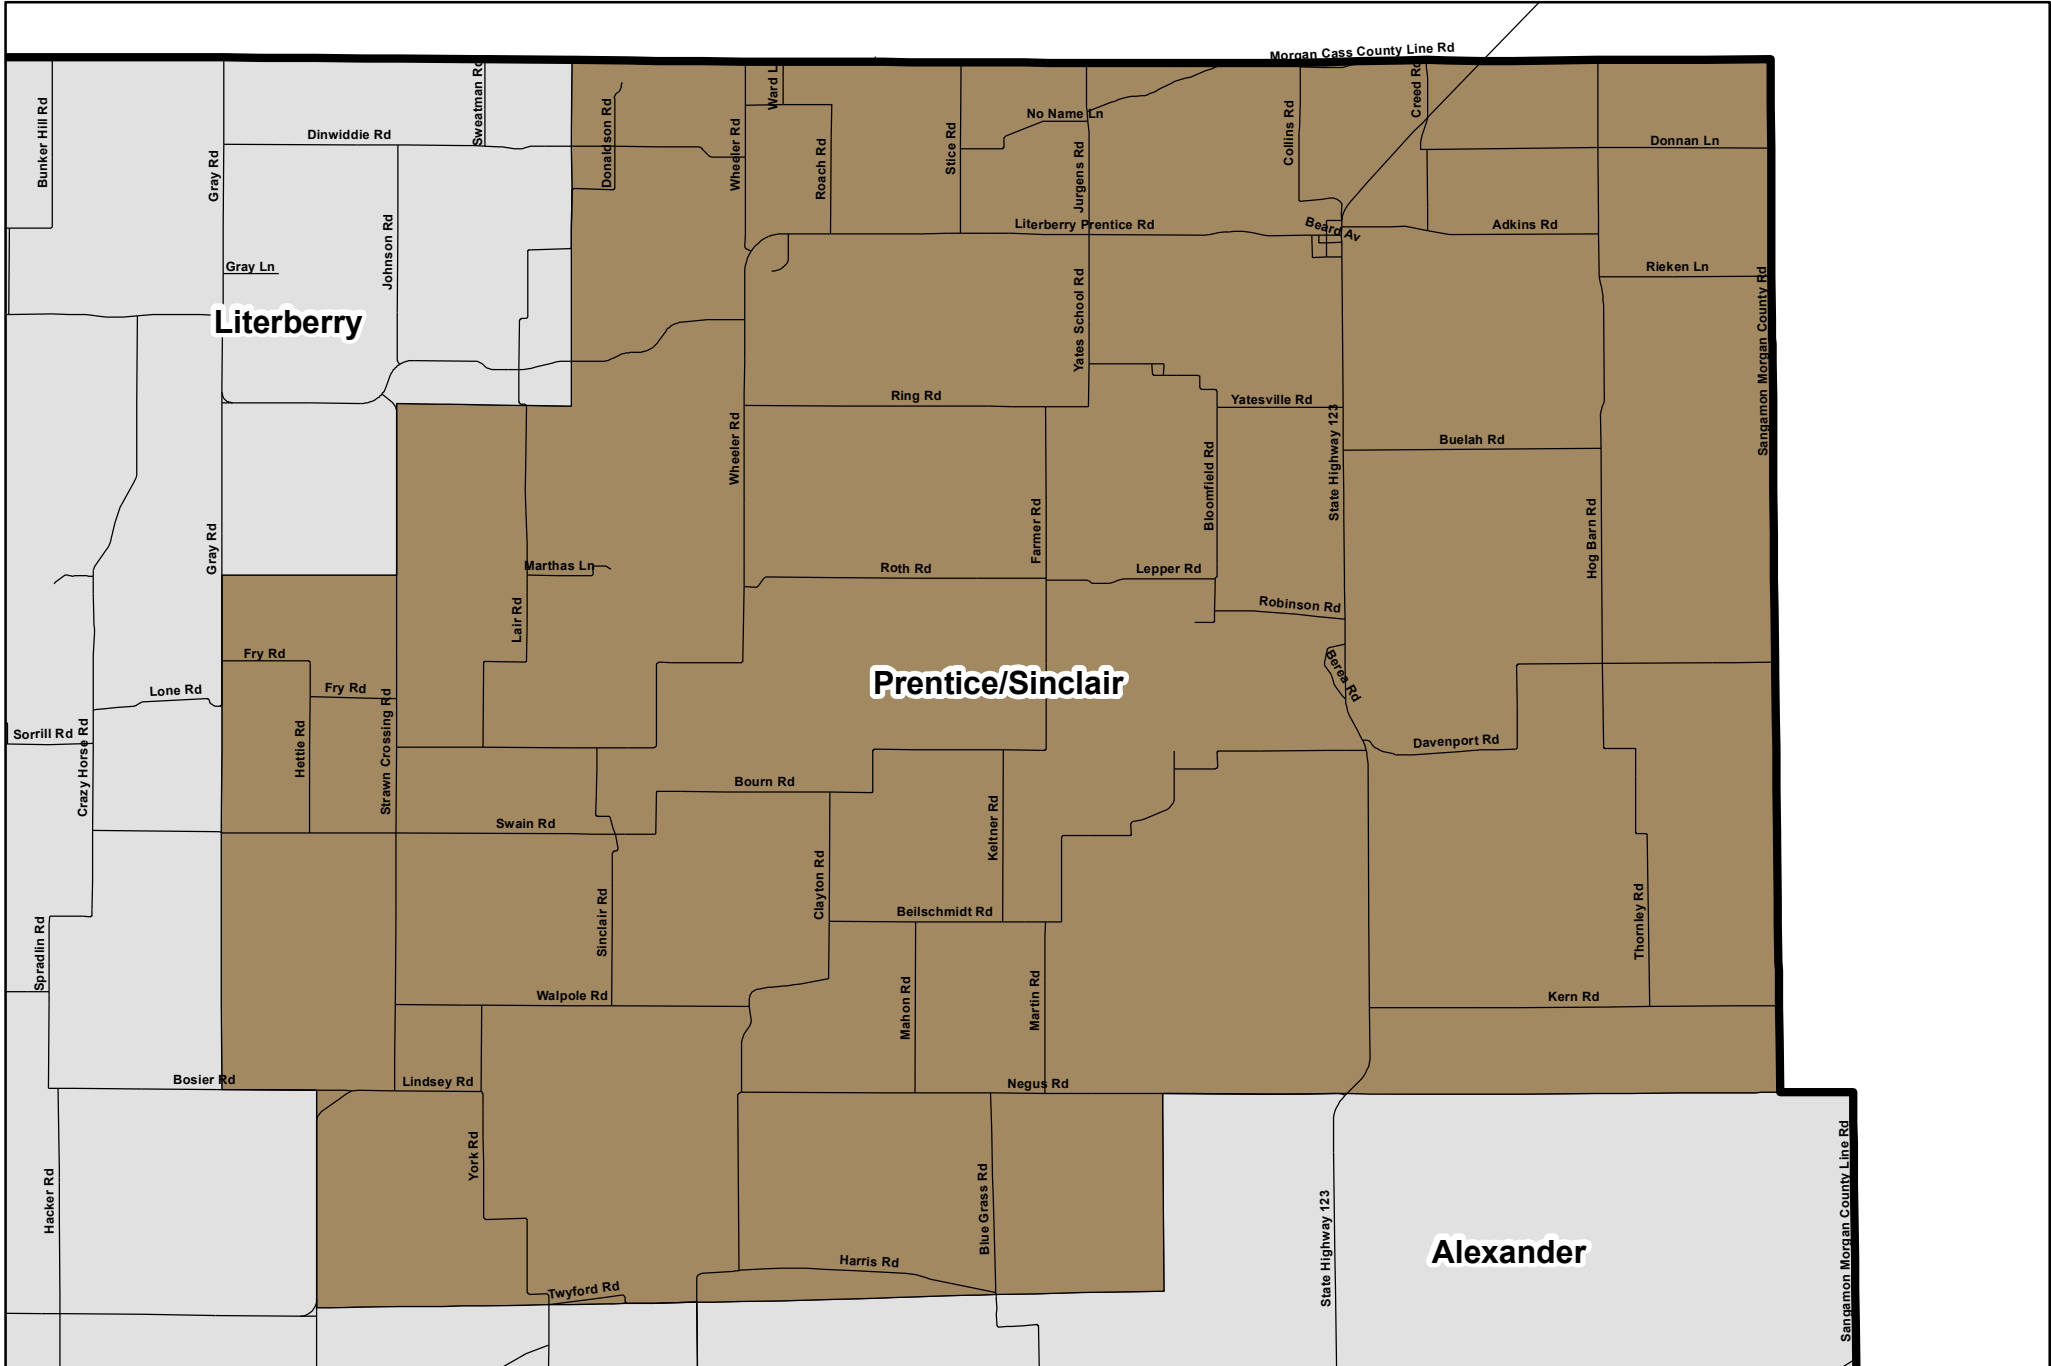 Morgan Cass County Line Rd
Bunker Hill Rd
Sweatman Rd
Ward L
Creed Rd
Dinwiddie Rd
Donaldson Rd
Wheeler Rd
Roach Rd
Stice Rd
No Name Ln
Jurgens Rd
Collins Rd
Donnan Ln
Gray Rd
Johnson Rd
Literberry Prentice Rd
Beard Av
Adkins Rd
Gray Ln
Rieken Ln
Literberry
Yates School Rd
Sangamon Morgan County Rd
Ring Rd
Yatesville Rd
State Highway 123
Wheeler Rd
Buelah Rd
Bloomfield Rd
Farmer Rd
Hog Barn Rd
Gray Rd
Marthas Ln
Roth Rd
Lepper Rd
Lair Rd
Robinson Rd
Fry Rd
Berea Rd
Prentice/Sinclair
Lone Rd
Fry Rd
Sorrill Rd
Crazy Horse Rd
Hettie Rd
Strawn Crossing Rd
Davenport Rd
Bourn Rd
Swain Rd
Keltner Rd
Clayton Rd
Beilschmidt Rd
Sinclair Rd
Thornley Rd
Spradlin Rd
Walpole Rd
Mahon Rd
Martin Rd
Kern Rd
Bosier Rd
Lindsey Rd
Negus Rd
York Rd
Hacker Rd
Blue Grass Rd
State Highway 123
Sangamon Morgan County Line Rd
Alexander
Harris Rd
Twyford Rd